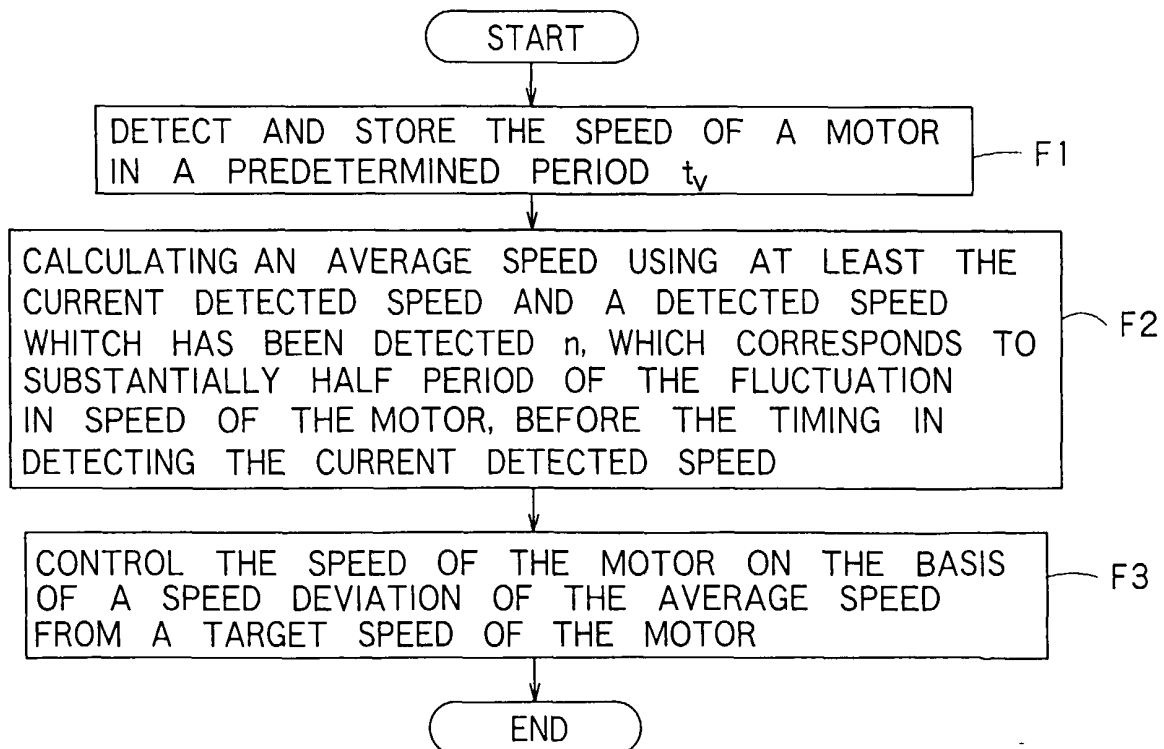 START
DETECT AND STORE THE SPEED OF A MOTOR
IN A PREDETERMINED PERIOD tv
F1
CALCULATING AN AVERAGE SPEED USING AT LEAST THE
CURRENT DETECTED SPEED AND A DETECTED SPEED
WHITCH HAS BEEN DETECTED n, WHICH CORRESPONDS TO
SUBSTANTIALLY HALF PERIOD OF THE FLUCTUATION
IN SPEED OF THE MOTOR, BEFORE THE TIMING IN
DETECTING THE CURRENT DETECTED SPEED
F2
CONTROL THE SPEED OF THE MOTOR ON THE BASIS
OF A SPEED DEVIATION OF THE AVERAGE SPEED
FROM A TARGET SPEED OF THE MOTOR
F3
END